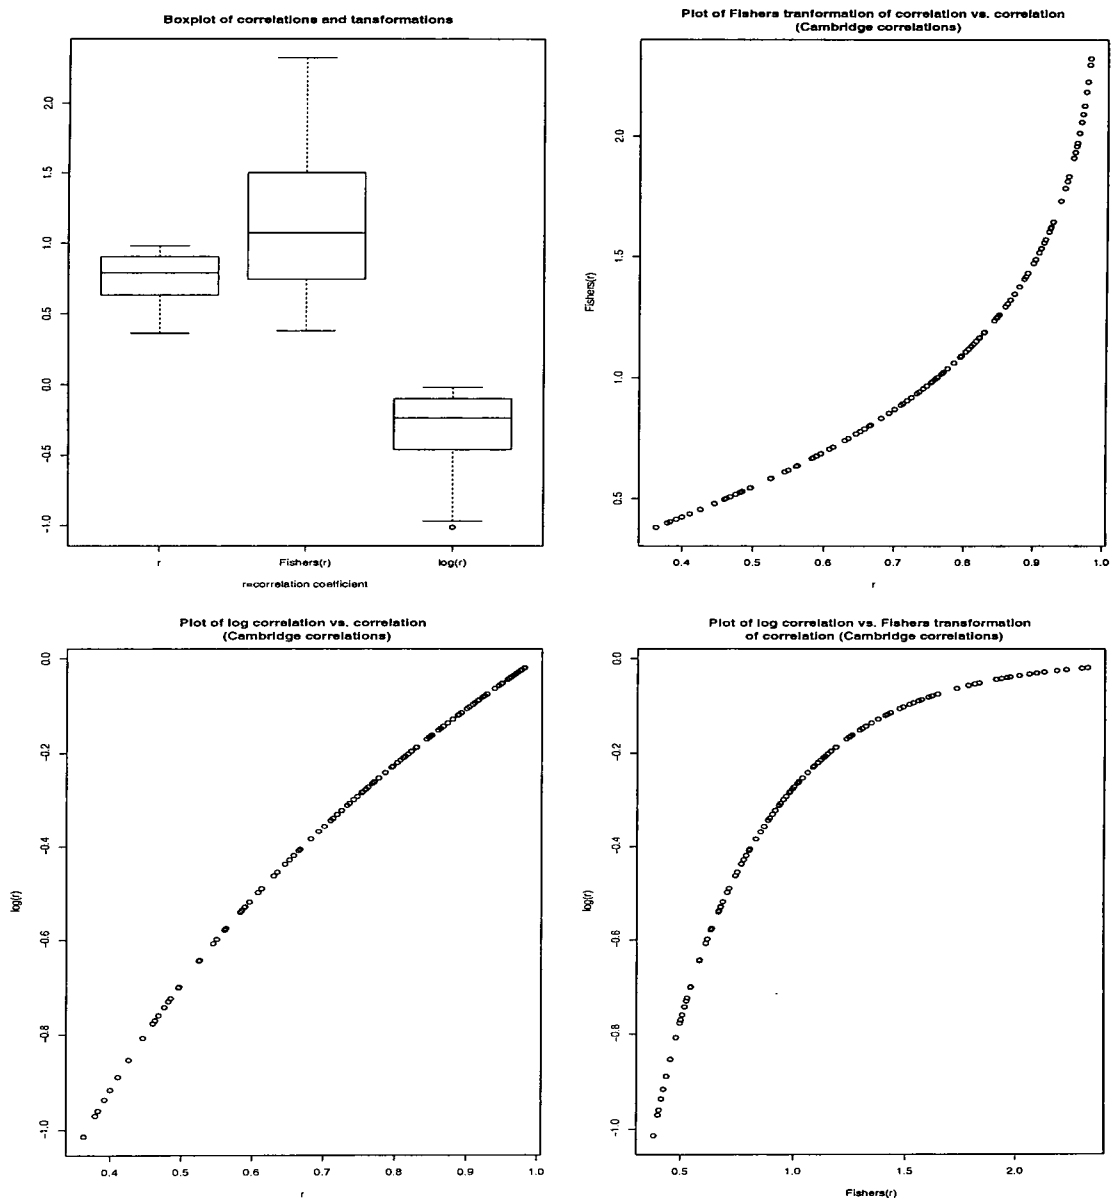 Boxplot of correlations and tansformations
2.0
1.5
1.0
0.5
0.0
-0.5
-1.0
r
Fishers(r)
log(r)
r=correlation coefficient
Plot of Fishers tranformation of correlation vs. correlation
(Cambridge correlations)
Fishers(r)
2.0
1.5
1.0
0.5
0.4
0.5
0.6
0.7
0.8
0.9
1.0
r
Plot of log correlation vs. correlation
(Cambridge correlations)
log(r)
0.0
-0.2
-0.4
-0.6
-0.8
-1.0
0.4
0.5
0.6
0.7
0.8
0.9
1.0
r
Plot of log correlation vs. Fishers transformation
of correlation (Cambridge correlations)
log(r)
0.0
-0.2
-0.4
-0.6
-0.8
-1.0
0.5
1.0
1.5
2.0
Fishers(r)